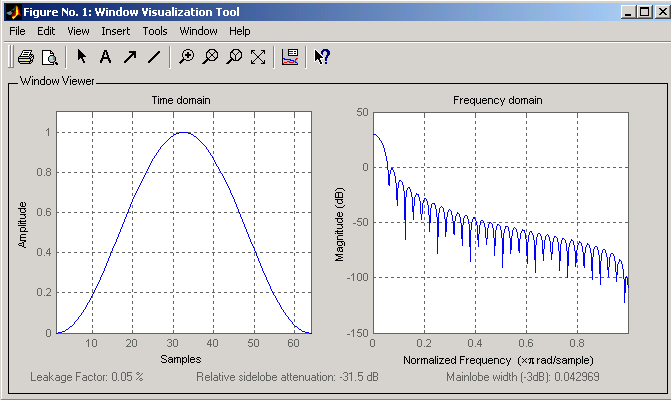 Figure No. 1: Window Visualization Tool
File Edit View Insert Tools Window Help
A
Window Viewer
Time domain
Amplitude
1
0.8
0.6
0.4
0.2
0
10 20 30 40 50 60
Samples
Frequency domain
Magnitude (dB)
50
0
-50
-100
-150
0 0.2 0.4 0.6 0.8
Normalized Frequency (×π rad/sample)
Leakage Factor: 0.05 % Relative sidelobe attenuation: -31.5 dB Mainlobe width (-3dB): 0.042969